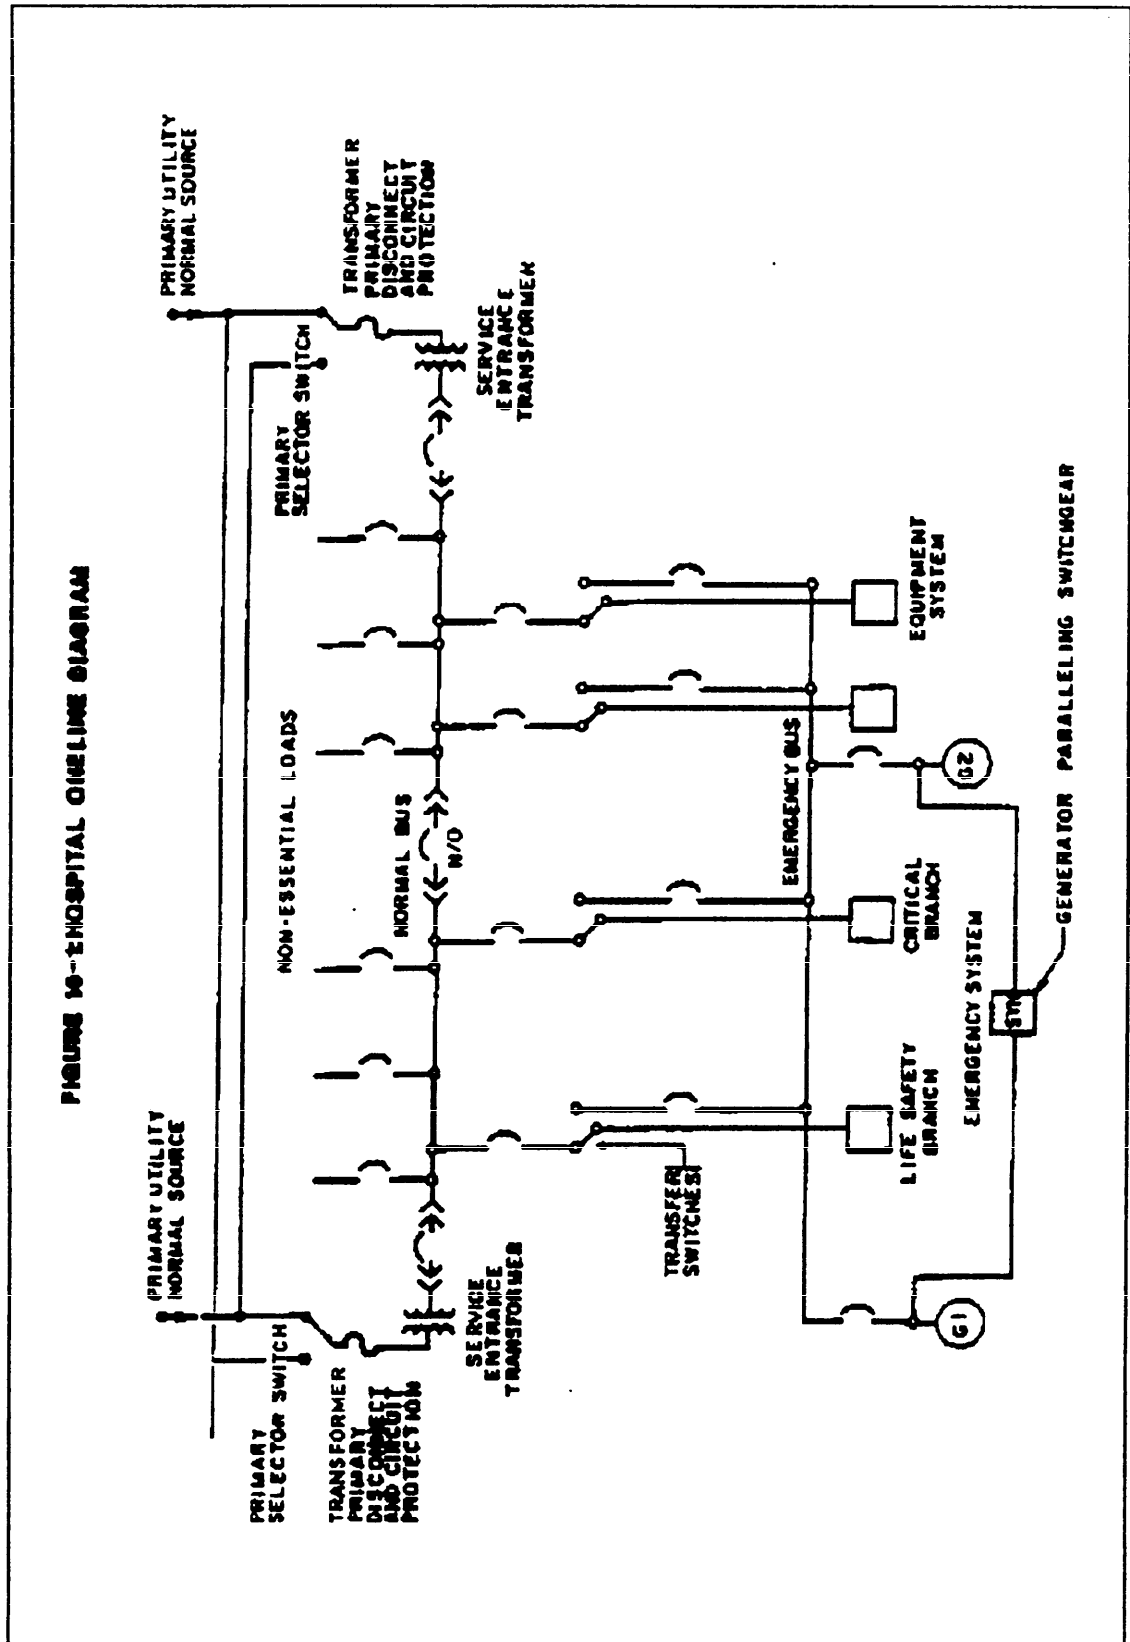 FIGURE HOSPITAL ONELINE DIAGRAM
PRIMARY UTILITY
NORMAL SOURCE
PRIMARY UTILITY
NORMAL SOURCE
PRIMARY
SELECTOR SWITCH
NON-ESSENTIAL LOADS
PRIMARY
SELECTOR SWITCH
TRANSFORMER
PRIMARY
DISCONNECT
AND CIRCUIT
PROTECTION
TRANSFORMER
PRIMARY
DISCONNECT
AND CIRCUIT
PROTECTION
NORMAL BUS
N/O
SERVICE
ENTRANCE
TRANSFORMER
SERVICE
ENTRANCE
TRANSFORMER
TRANSFER
SWITCHES
EMERGENCY BUS
LIFE SAFETY
BRANCH
CRITICAL
BRANCH
EQUIPMENT
SYSTEM
G1
G2
EMERGENCY SYSTEM
GENERATOR PARALLELING SWITCHGEAR